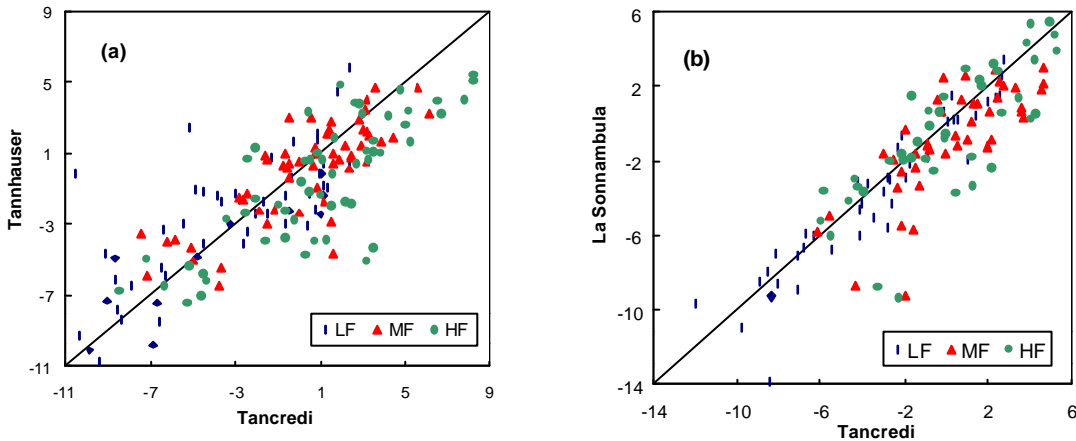 (a)
Tannhauser
9
5
1
-3
-7
-11
LF MF HF
-11 -7 -3 1 5 9
Tancredi
(b)
La Sonnambula
6
2
-2
-6
-10
-14
LF MF HF
-14 -10 -6 -2 2 6
Tancredi